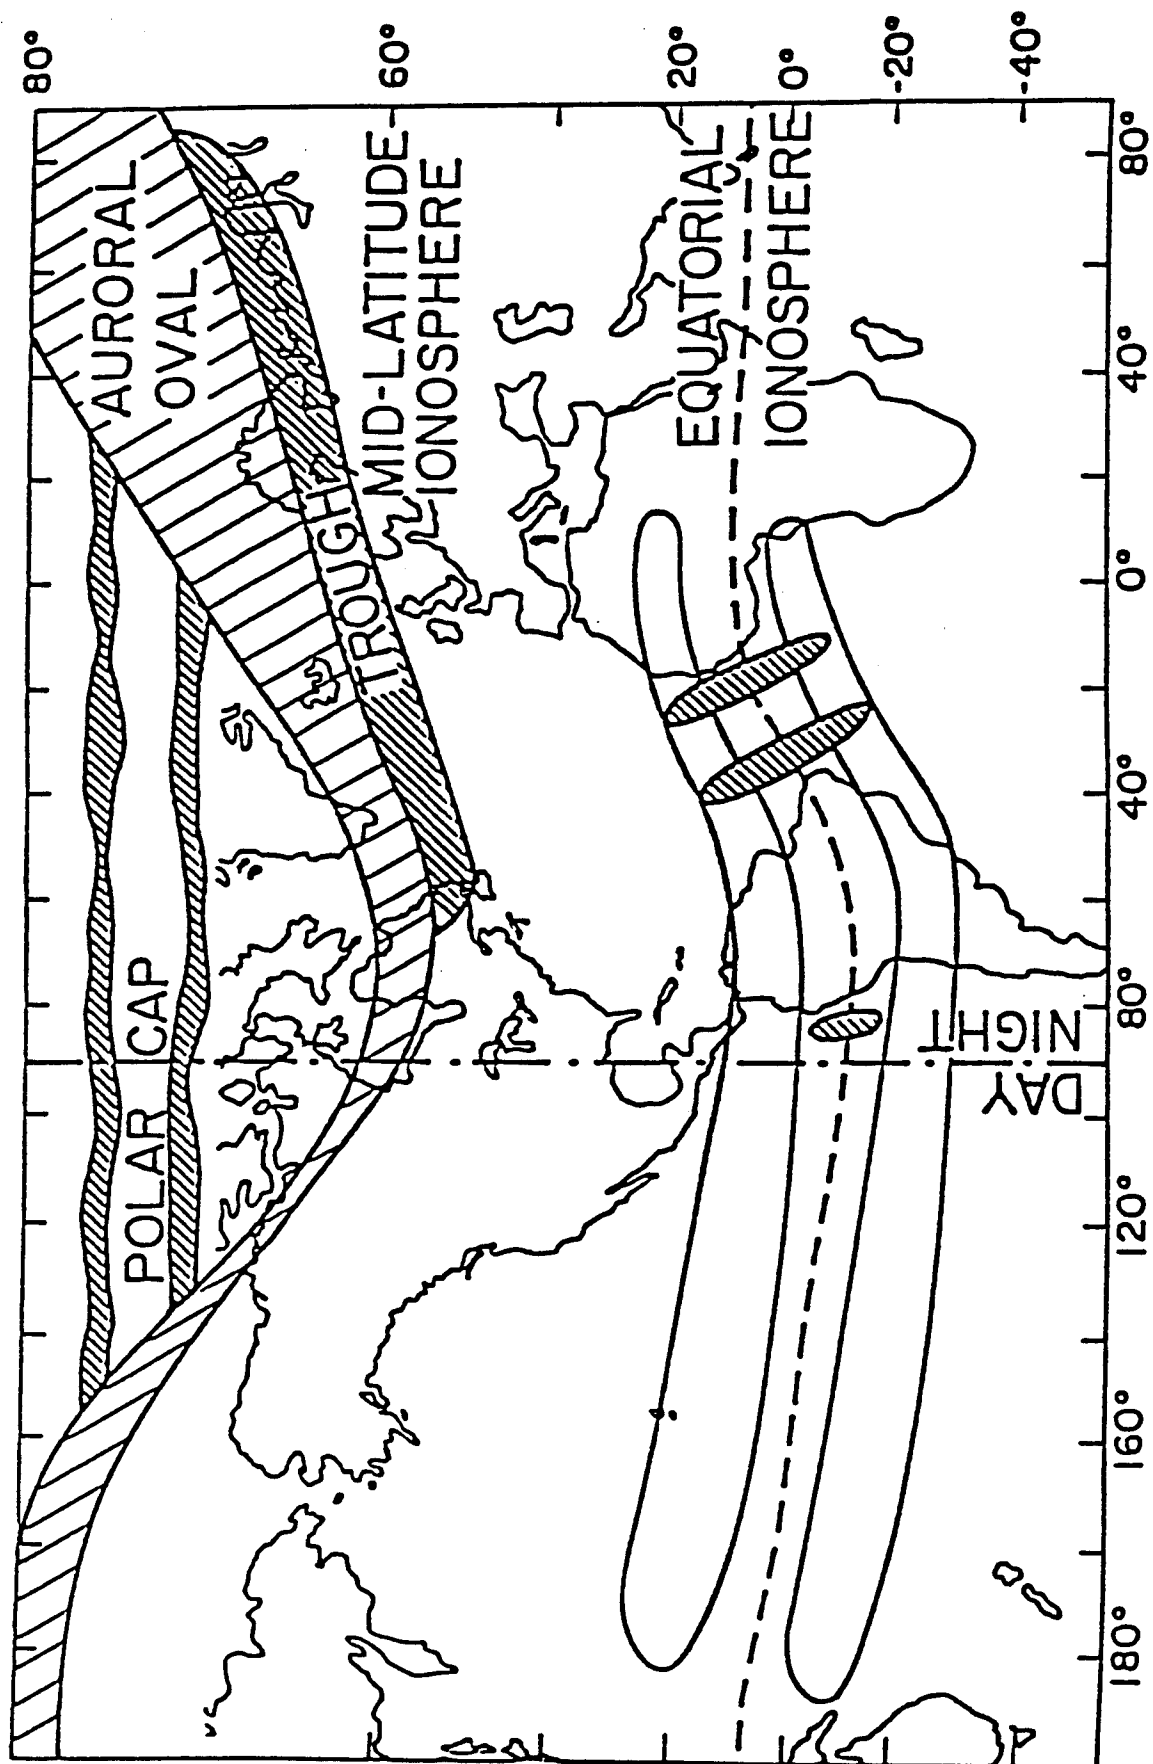 80°
60°
20°
0°
-20°
-40°
AURORAL
OVAL
MID-LATITUDE
IONOSPHERE
EQUATORIAL
IONOSPHERE
TROUGH
POLAR CAP
NIGHT
DAY
180°
160°
120°
80°
40°
0°
40°
80°